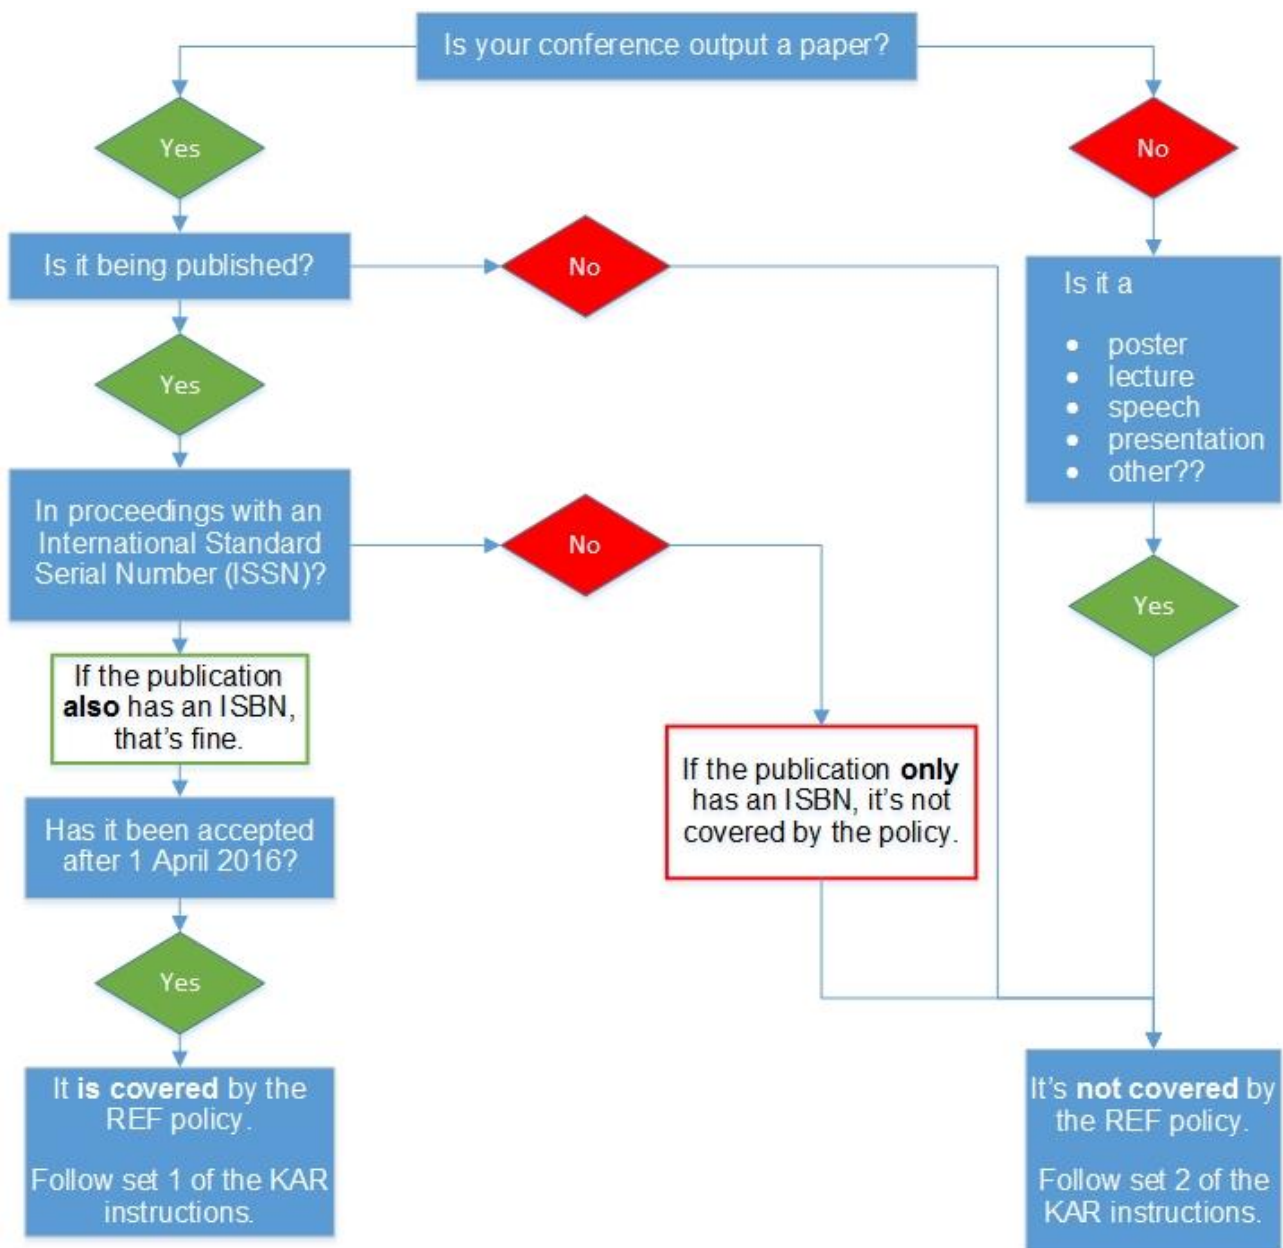 Is your conference output a paper?
Yes
No
Is it being published?
No
Is it a
• poster
• lecture
• speech
• presentation
• other??
Yes
In proceedings with an
International Standard
Serial Number (ISSN)?
No
Yes
If the publication
also has an ISBN,
that's fine.
If the publication only
has an ISBN, it's not
covered by the policy.
Has it been accepted
after 1 April 2016?
Yes
It is covered by the
REF policy.
Follow set 1 of the KAR
instructions.
It's not covered by
the REF policy.
Follow set 2 of the
KAR instructions.